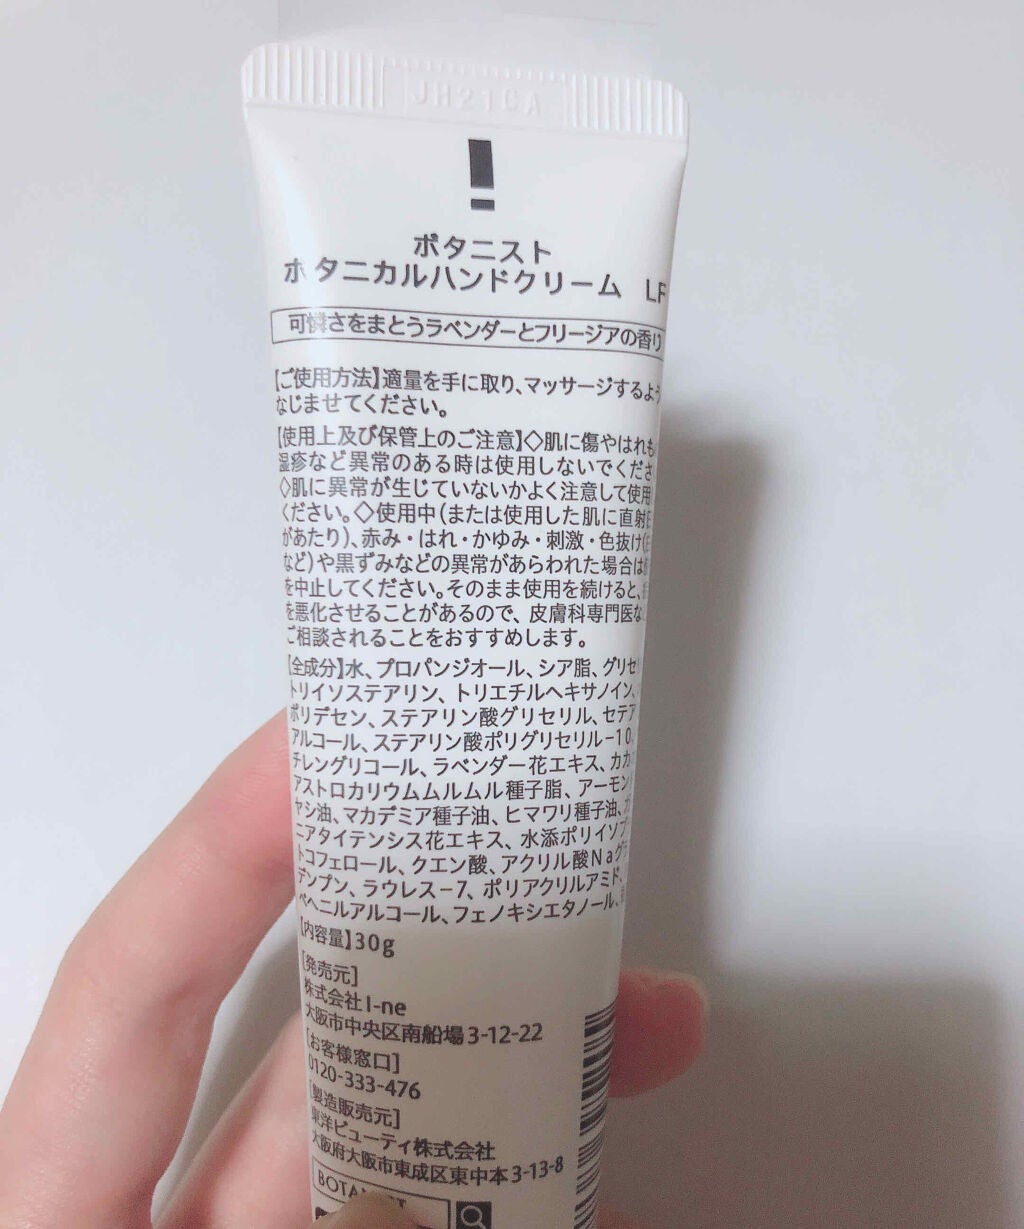 JH21CA
ボタニスト
ボタニカルハンドクリーム LF
可憐さをまとうラベンダーとフリージアの香り
【ご使用方法】適量を手に取り、マッサージするよう
なじませてください。
【使用上及び保管上のご注意】◇肌に傷やはれも
湿疹など異常のある時は使用しないでくださ
◇肌に異常が生じていないかよく注意して使用
ください。◇使用中(または使用した肌に直射日
があたり)、赤み・はれ・かゆみ・刺激・色抜け(白
など)や黒ずみなどの異常があらわれた場合は
を中止してください。そのまま使用を続けると、
を悪化させることがあるので、皮膚科専門医な
ご相談されることをおすすめします。
【全成分】水、プロパンジオール、シア脂、グリセ
トリイソステアリン、トリエチルヘキサノイン、
ポリデセン、ステアリン酸グリセリル、セテア
アルコール、ステアリン酸ポリグリセリル-10、
チレングリコール、ラベンダー花エキス、カカ
アストロカリウムムルムル種子脂、アーモン
ヤシ油、マカデミア種子油、ヒマワリ種子油、
ニアタイテンシス花エキス、水添ポリイソブ
トコフェロール、クエン酸、アクリル酸Naグ
デンプン、ラウレス-7、ポリアクリルアミド、
ベヘニルアルコール、フェノキシエタノール、
【内容量】30g
[発売元]
株式会社I-ne
大阪市中央区南船場3-12-22
[お客様窓口]
0120-333-476
[製造販売元]
東洋ビューティ株式会社
大阪府大阪市東成区東中本3-13-8